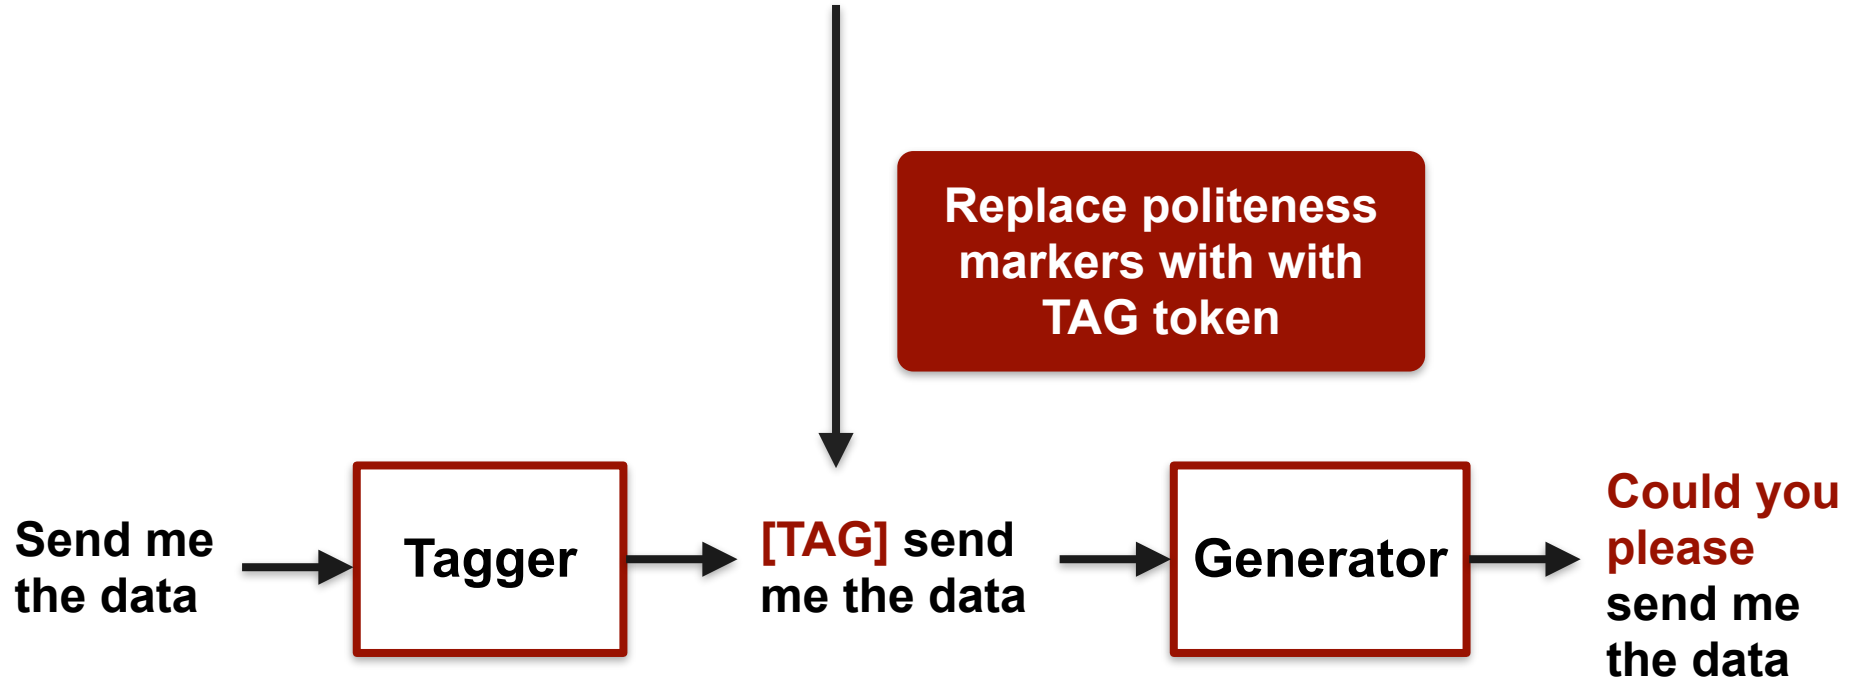 Replace politeness
markers with with
TAG token
Send me
the data
Tagger
[TAG] send
me the data
Generator
Could you
please
send me
the data